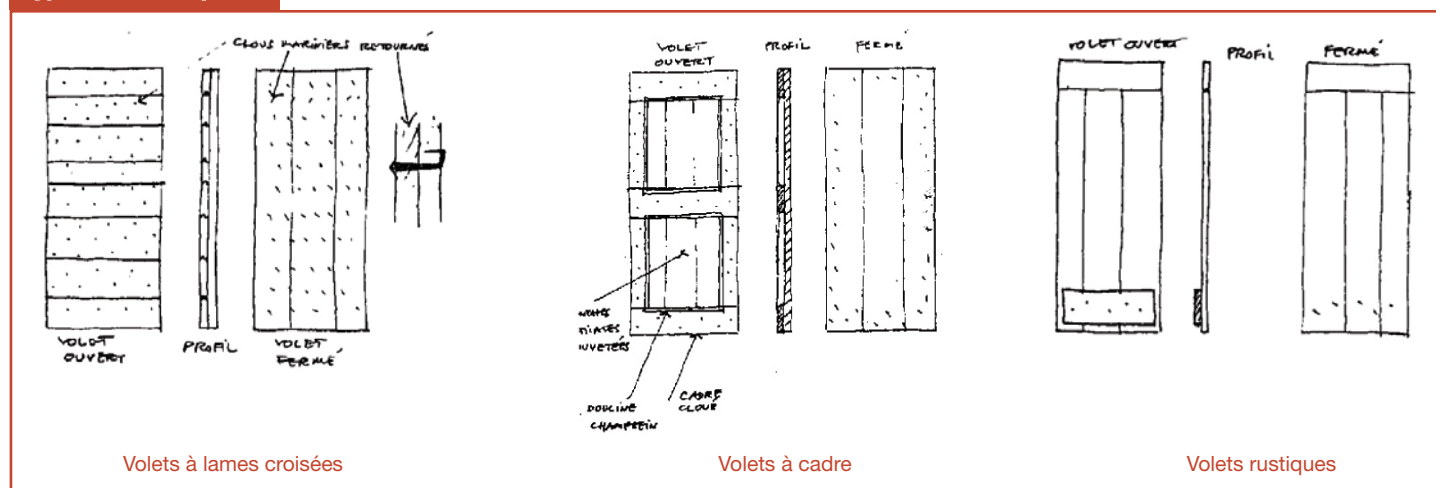 CLOUS MARINIERS RETOURNÉS
VOLET
OUVERT
PROFIL
VOLET
FERMÉ
VOLET
OUVERT
PROFIL
FERMÉ
DOUCINE
CHAMFREIN
CADRE
CLOUÉ
VOLET OUVERT
PROFIL
FERMÉ
Volets à lames croisées
Volets à cadre
Volets rustiques